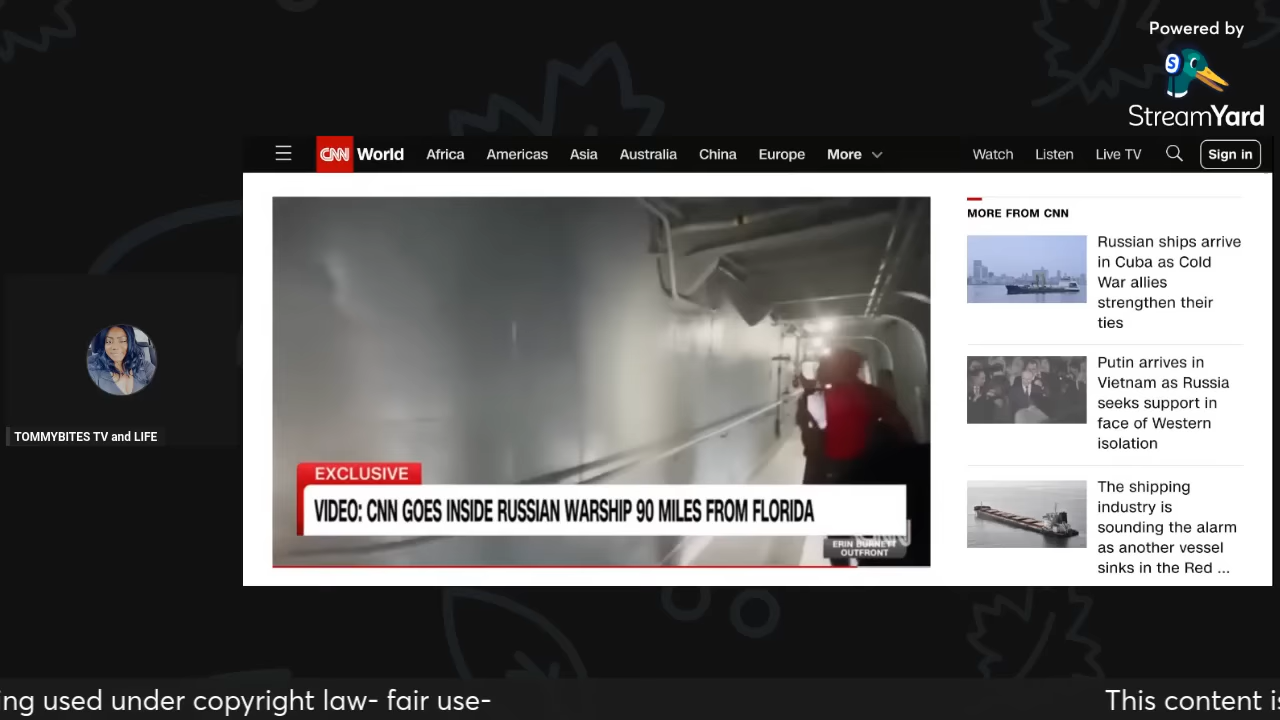 Powered by
StreamYard
CNN World Africa Americas Asia Australia China Europe More Watch Listen Live TV Sign in
MORE FROM CNN
Russian ships arrive
in Cuba as Cold
War allies
strengthen their
ties
Putin arrives in
Vietnam as Russia
seeks support in
face of Western
isolation
The shipping
industry is
sounding the alarm
as another vessel
sinks in the Red ...
EXCLUSIVE
VIDEO: CNN GOES INSIDE RUSSIAN WARSHIP 90 MILES FROM FLORIDA
CNN
ERIN BURNETT
OUTFRONT
TOMMYBITES TV and LIFE
ing used under copyright law- fair use- This content is